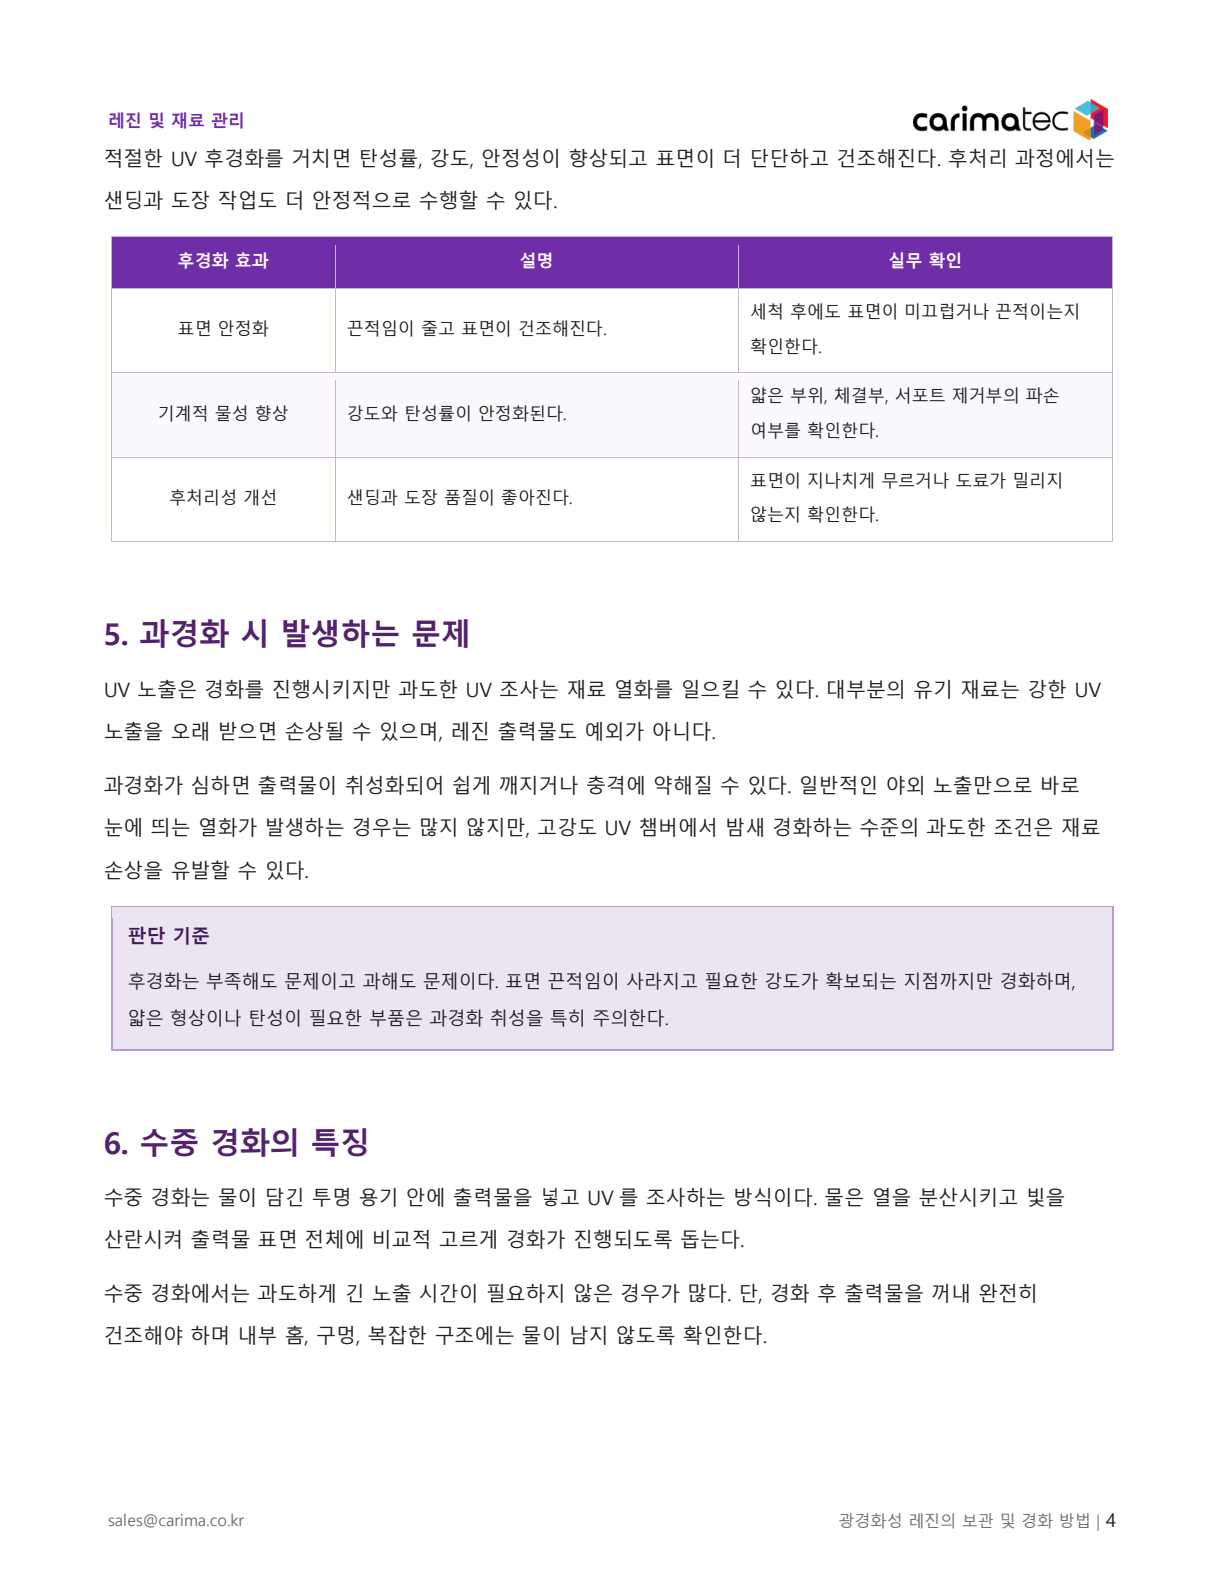 레진 및 재료 관리
carimatec
적절한 UV 후경화를 거치면 탄성률, 강도, 안정성이 향상되고 표면이 더 단단하고 건조해진다. 후처리 과정에서는
샌딩과 도장 작업도 더 안정적으로 수행할 수 있다.
후경화 효과 설명 실무 확인
표면 안정화 끈적임이 줄고 표면이 건조해진다. 세척 후에도 표면이 미끄럽거나 끈적이는지
확인한다.
기계적 물성 향상 강도와 탄성률이 안정화된다. 얇은 부위, 체결부, 서포트 제거부의 파손
여부를 확인한다.
후처리성 개선 샌딩과 도장 품질이 좋아진다. 표면이 지나치게 무르거나 도료가 밀리지
않는지 확인한다.
5. 과경화 시 발생하는 문제
UV 노출은 경화를 진행시키지만 과도한 UV 조사는 재료 열화를 일으킬 수 있다. 대부분의 유기 재료는 강한 UV
노출을 오래 받으면 손상될 수 있으며, 레진 출력물도 예외가 아니다.
과경화가 심하면 출력물이 취성화되어 쉽게 깨지거나 충격에 약해질 수 있다. 일반적인 야외 노출만으로 바로
눈에 띄는 열화가 발생하는 경우는 많지 않지만, 고강도 UV 챔버에서 밤새 경화하는 수준의 과도한 조건은 재료
손상을 유발할 수 있다.
판단 기준
후경화는 부족해도 문제이고 과해도 문제이다. 표면 끈적임이 사라지고 필요한 강도가 확보되는 지점까지만 경화하며,
얇은 형상이나 탄성이 필요한 부품은 과경화 취성을 특히 주의한다.
6. 수중 경화의 특징
수중 경화는 물이 담긴 투명 용기 안에 출력물을 넣고 UV 를 조사하는 방식이다. 물은 열을 분산시키고 빛을
산란시켜 출력물 표면 전체에 비교적 고르게 경화가 진행되도록 돕는다.
수중 경화에서는 과도하게 긴 노출 시간이 필요하지 않은 경우가 많다. 단, 경화 후 출력물을 꺼내 완전히
건조해야 하며 내부 홈, 구멍, 복잡한 구조에는 물이 남지 않도록 확인한다.
sales@carima.co.kr
광경화성 레진의 보관 및 경화 방법 | 4